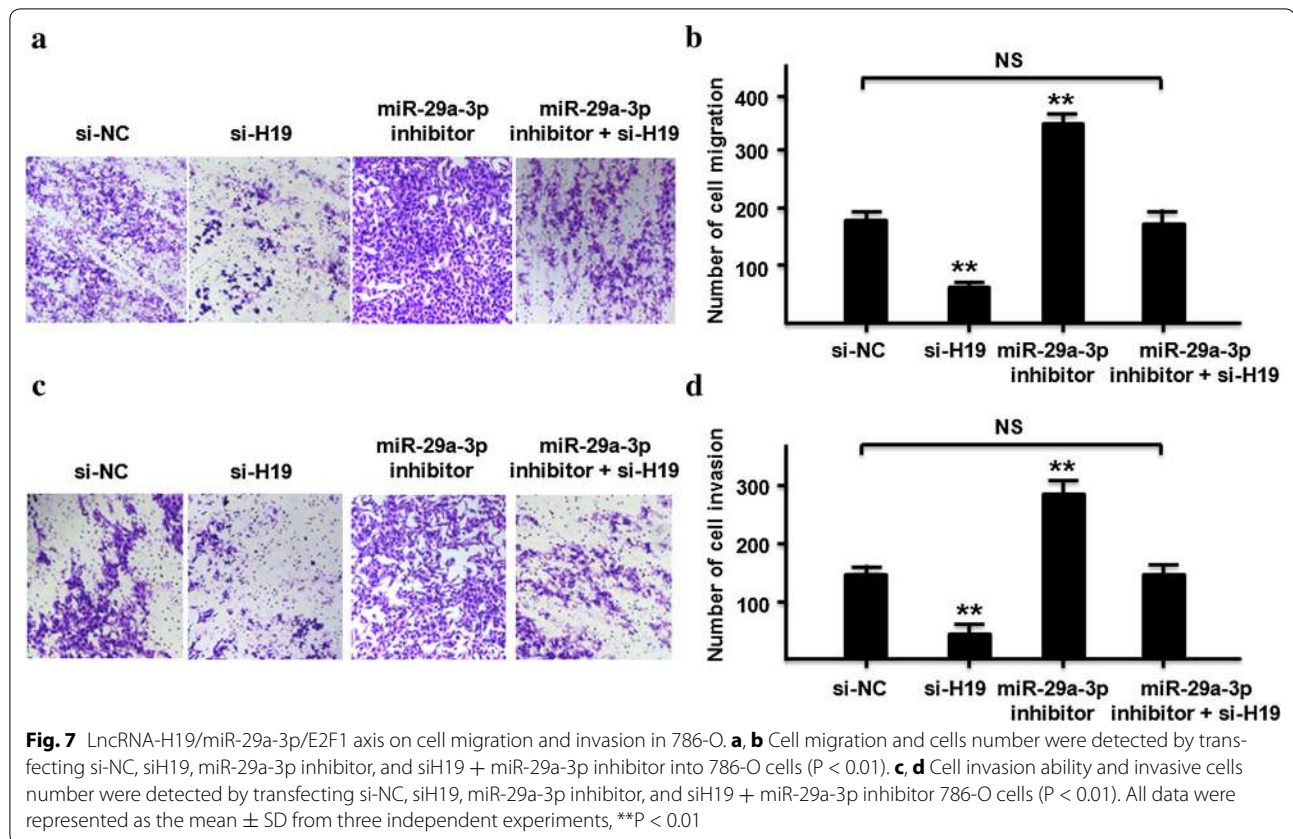 a
si-NC si-H19 miR-29a-3p inhibitor miR-29a-3p inhibitor + si-H19
b
NS
Number of cell migration
400
300
200
100
** ** 
si-NC si-H19 miR-29a-3p miR-29a-3p
inhibitor inhibitor + si-H19
c
si-NC si-H19 miR-29a-3p inhibitor miR-29a-3p inhibitor + si-H19
d
NS
Number of cell invasion
300
200
100
** **
si-NC si-H19 miR-29a-3p miR-29a-3p
inhibitor inhibitor + si-H19
Fig. 7 LncRNA-H19/miR-29a-3p/E2F1 axis on cell migration and invasion in 786-O. a, b Cell migration and cells number were detected by trans-
fecting si-NC, siH19, miR-29a-3p inhibitor, and siH19 + miR-29a-3p inhibitor into 786-O cells (P < 0.01). c, d Cell invasion ability and invasive cells
number were detected by transfecting si-NC, siH19, miR-29a-3p inhibitor, and siH19 + miR-29a-3p inhibitor 786-O cells (P < 0.01). All data were
represented as the mean ± SD from three independent experiments, **P < 0.01